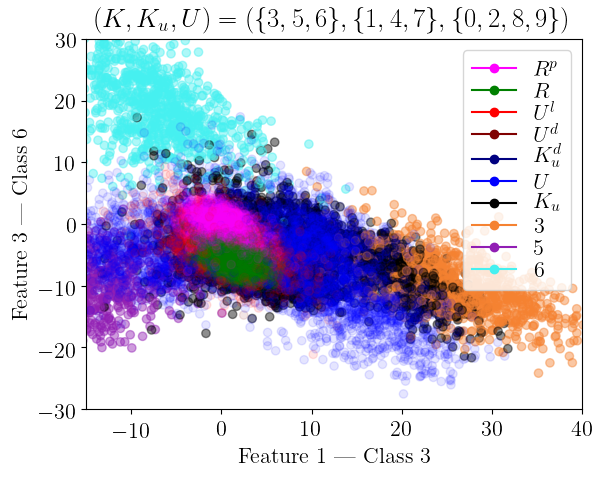 (K, K_u, U) = ({3, 5, 6}, {1, 4, 7}, {0, 2, 8, 9})
30
20
10
0
−10
−20
−30
Feature 3 — Class 6
R^p
R
U^l
U^d
K_u^d
U
K_u
3
5
6
−10
0
10
20
30
40
Feature 1 — Class 3